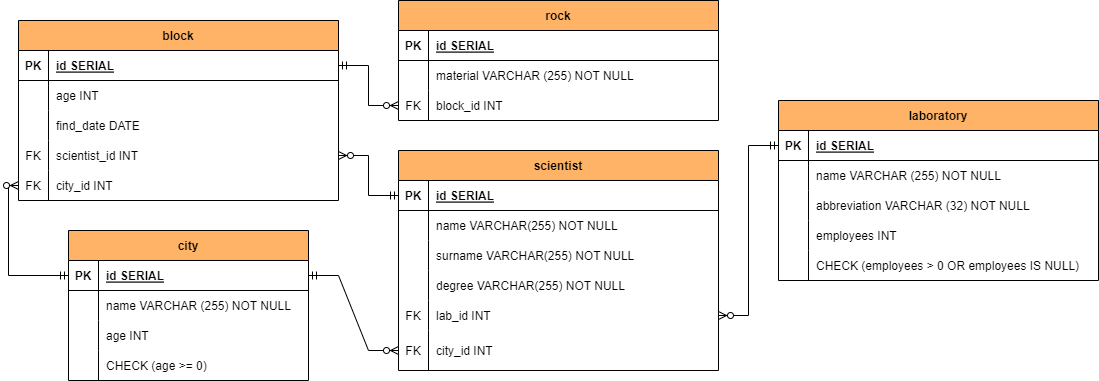 block
PK id SERIAL
age INT
find_date DATE
FK scientist_id INT
FK city_id INT
rock
PK id SERIAL
material VARCHAR (255) NOT NULL
FK block_id INT
laboratory
PK id SERIAL
name VARCHAR (255) NOT NULL
abbreviation VARCHAR (32) NOT NULL
employees INT
CHECK (employees > 0 OR employees IS NULL)
scientist
PK id SERIAL
name VARCHAR(255) NOT NULL
surname VARCHAR(255) NOT NULL
degree VARCHAR(255) NOT NULL
FK lab_id INT
FK city_id INT
city
PK id SERIAL
name VARCHAR (255) NOT NULL
age INT
CHECK (age >= 0)